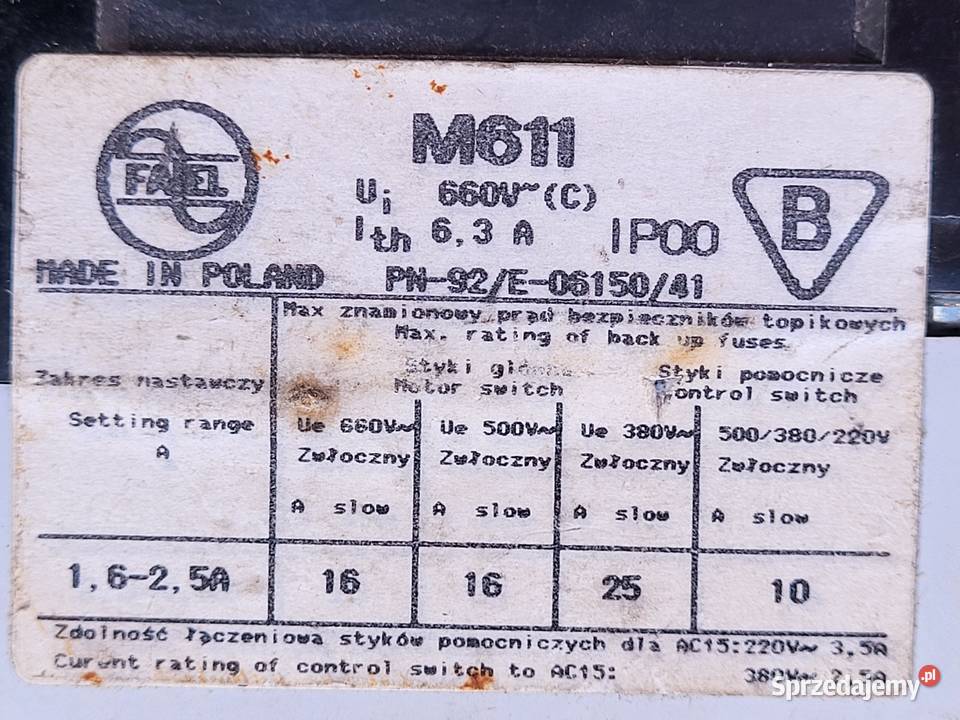 FAEL
M611
Ui 660V~(C)
Ith 6,3 A
IP00
B
MADE IN POLAND
PN-92/E-06150/41
Max znamionowy prąd bezpieczników topikowych
Max. rating of back up fuses
Zakres nastawczy
Setting range
A
Styki główne
Motor switch
Styki pomocnicze
Control switch
Ue 660V~ Ue 500V~ Ue 380V~ 500/380/220V
Zwłoczny Zwłoczny Zwłoczny Zwłoczny
A slow A slow A slow A slow
1,6-2,5A 16 16 25 10
Zdolność łączeniowa styków pomocniczych dla AC15:220V~ 3,5A
Curent rating of control switch to AC15: 380V~
Sprzedajemy.pl